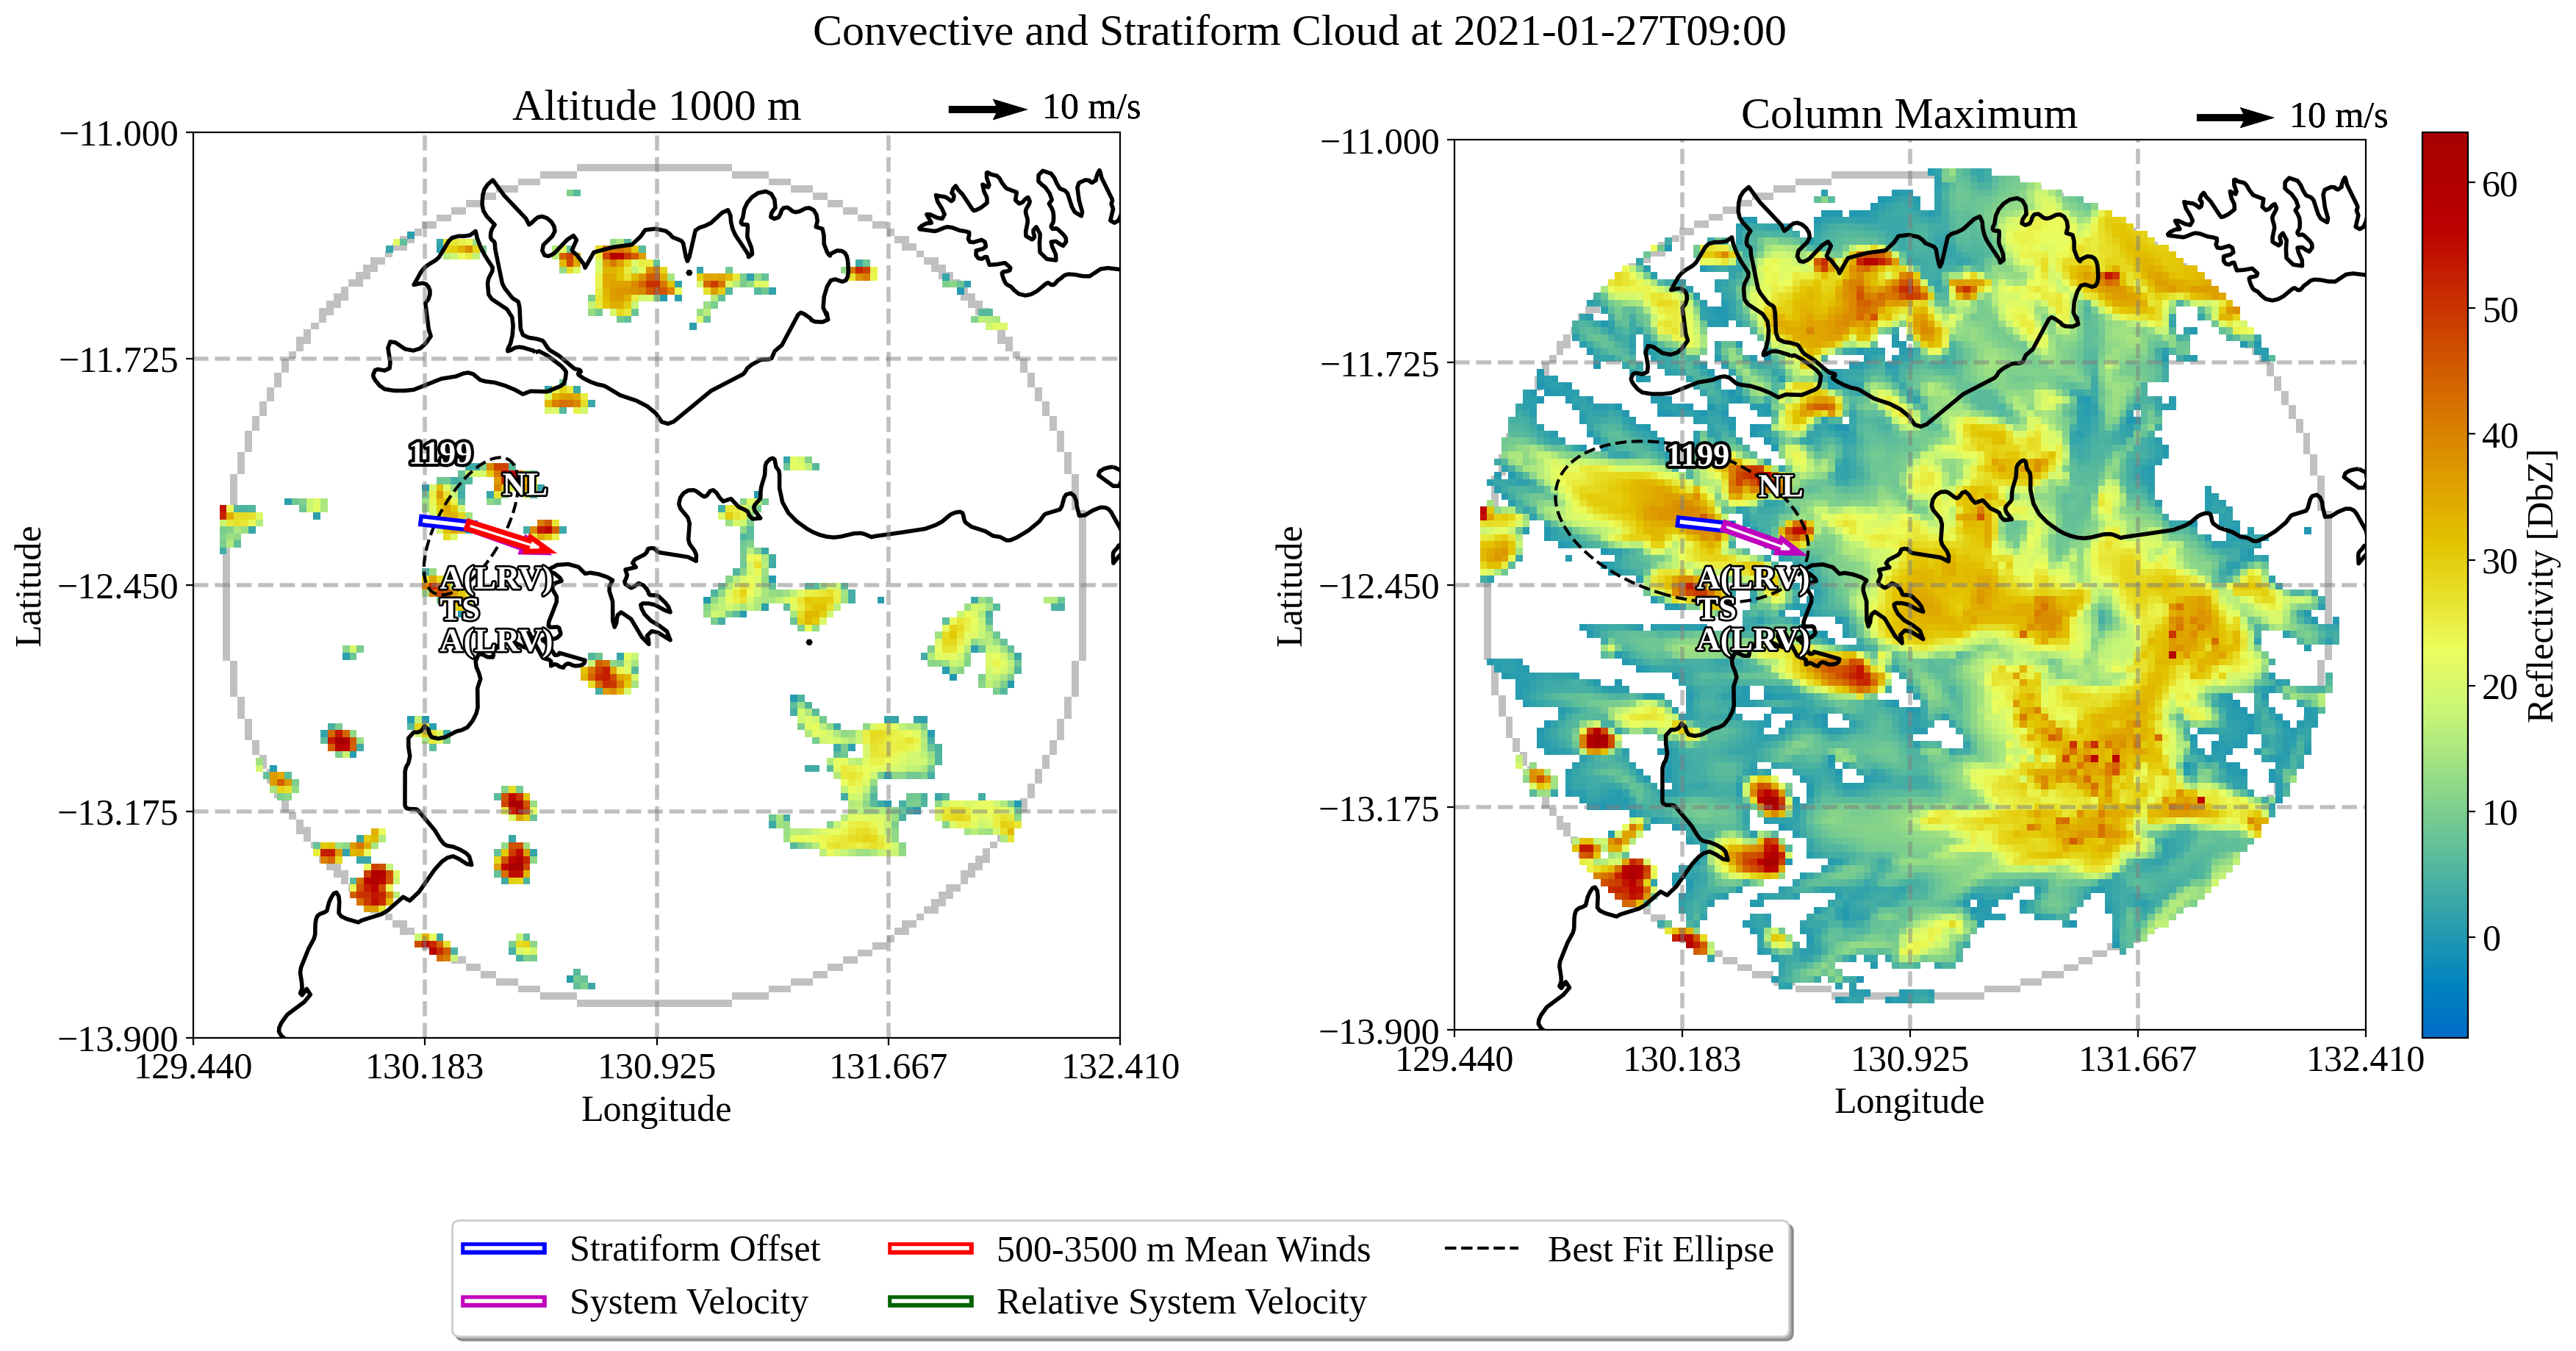 Convective and Stratiform Cloud at 2021-01-27T09:00
Altitude 1000 m
10 m/s
−11.000
−11.725
−12.450
−13.175
−13.900
Latitude
129.440
130.183
130.925
131.667
132.410
Longitude
1199
NL
A(LRV)
TS
A(LRV)
Column Maximum
10 m/s
−11.000
−11.725
−12.450
−13.175
−13.900
Latitude
129.440
130.183
130.925
131.667
132.410
Longitude
1199
NL
A(LRV)
TS
A(LRV)
60
50
40
30
20
10
0
Reflectivity [DbZ]
Stratiform Offset
System Velocity
500-3500 m Mean Winds
Relative System Velocity
Best Fit Ellipse